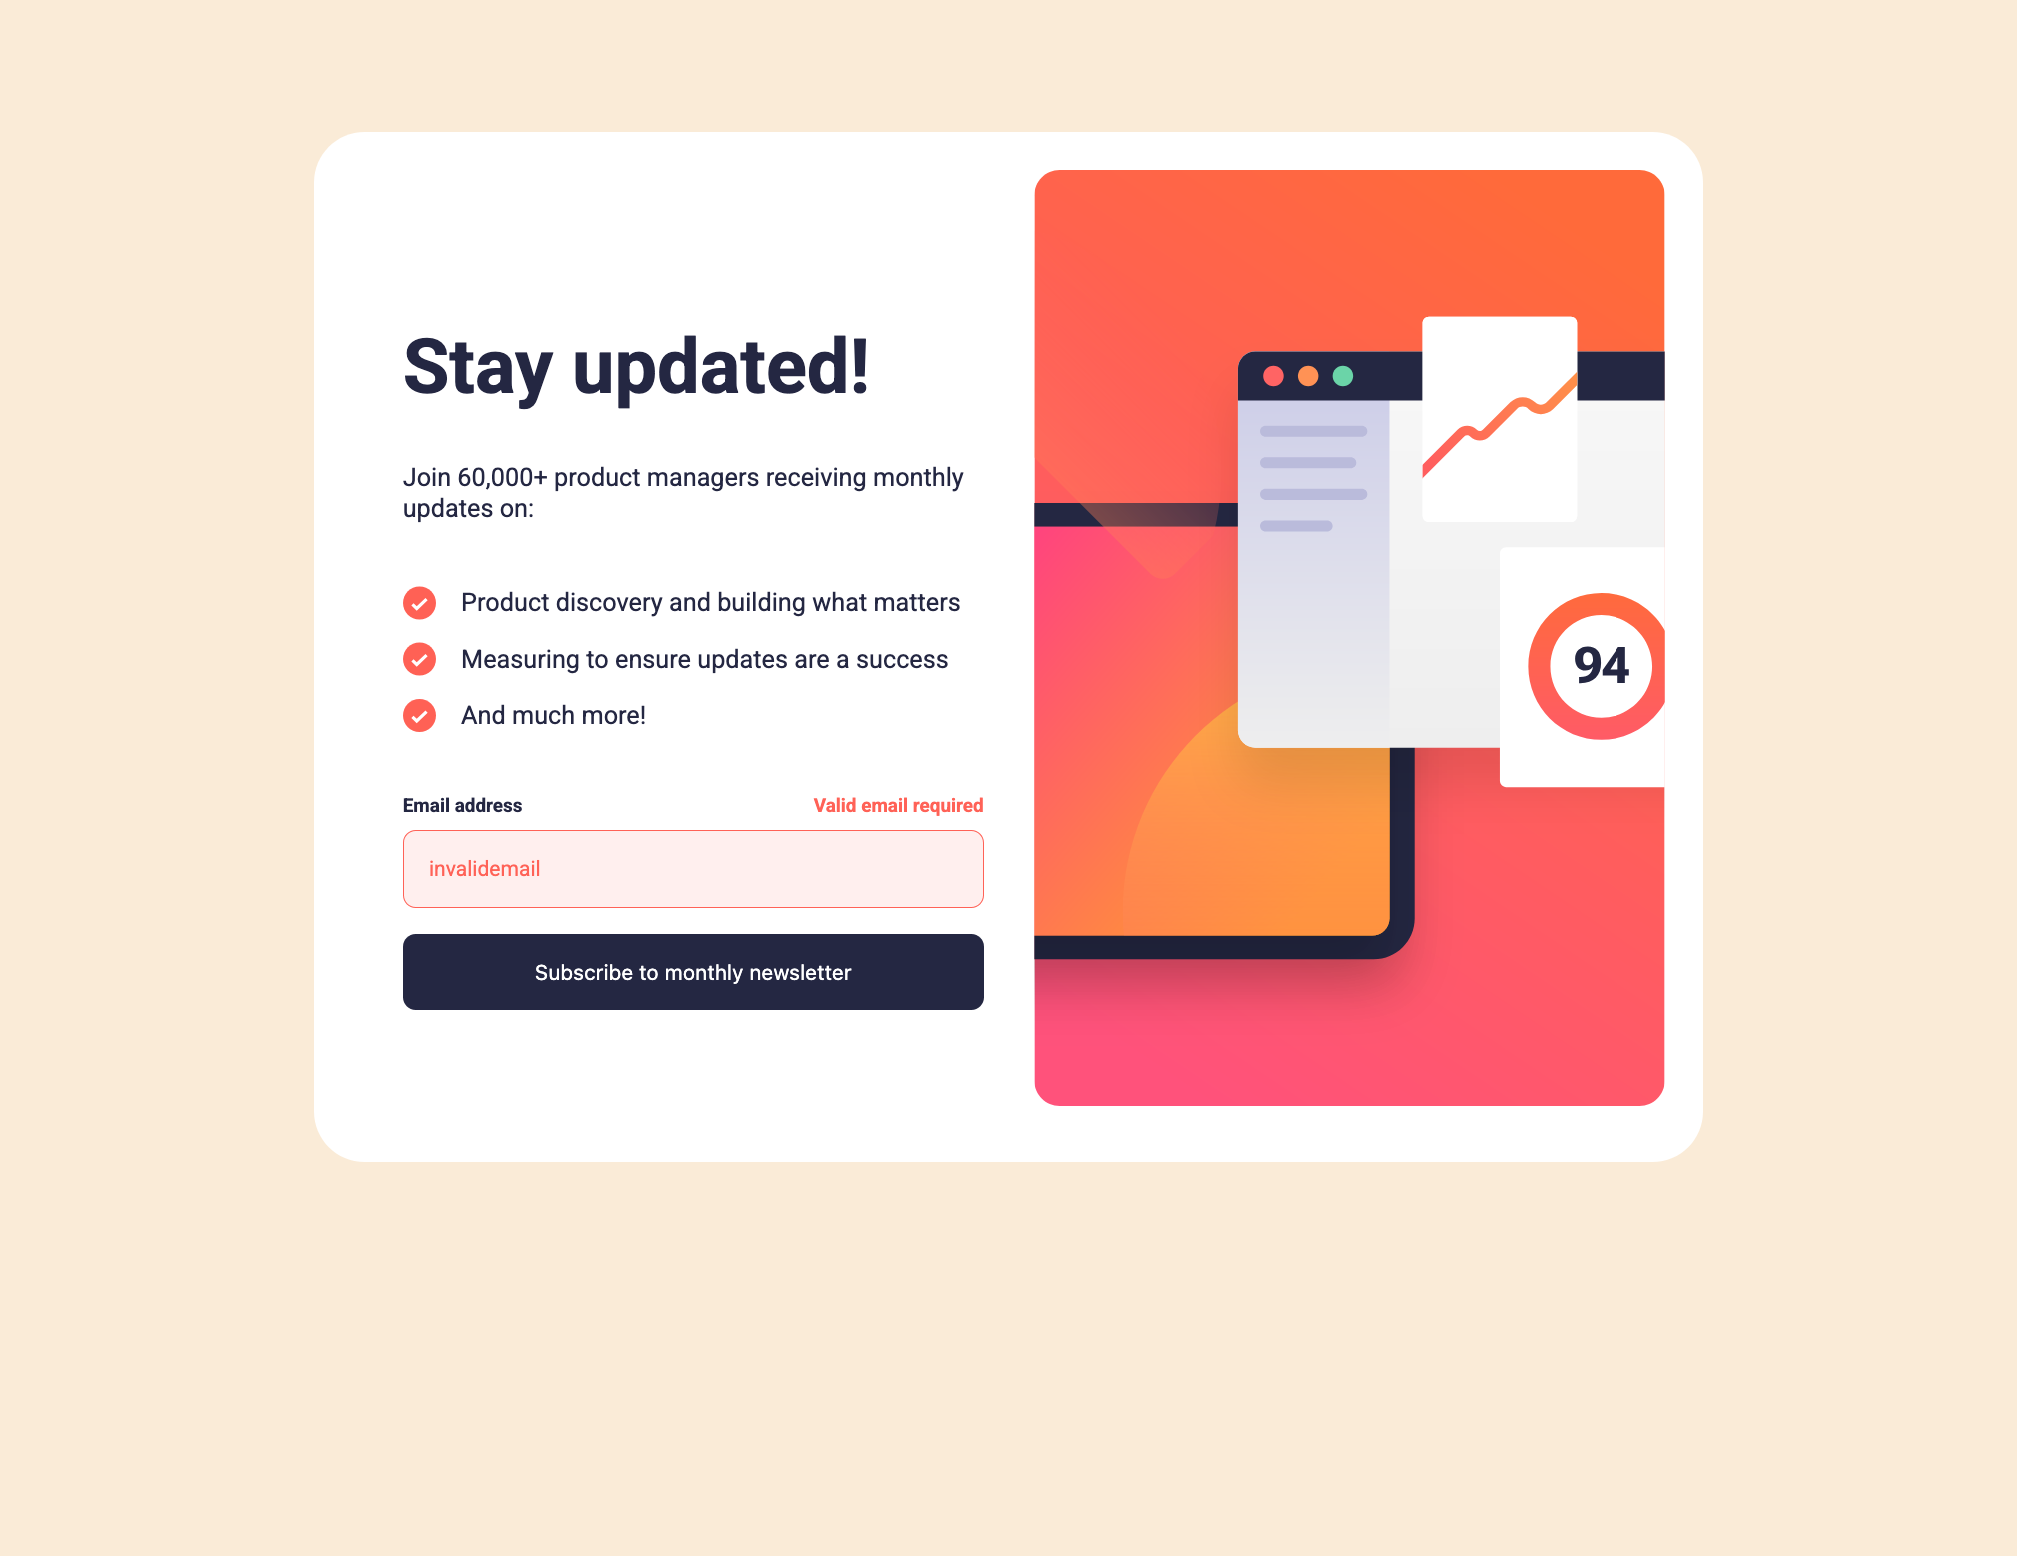 Stay updated!
Join 60,000+ product managers receiving monthly
updates on:
Product discovery and building what matters
Measuring to ensure updates are a success
And much more!
Email address
Valid email required
invalidemail
Subscribe to monthly newsletter
94